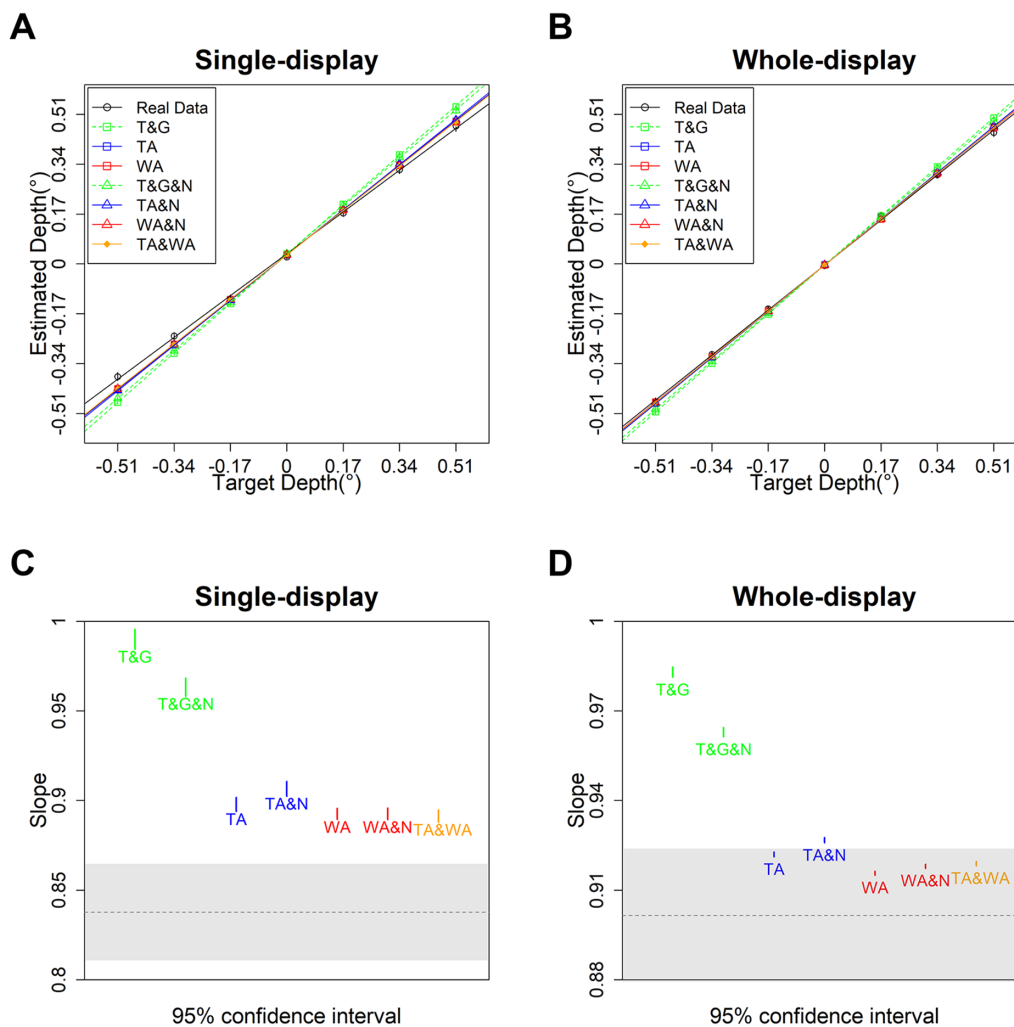 A
B
Single-display
Whole-display
Estimated Depth(°)
0.51
0.34
0.17
0
-0.17
-0.34
-0.51
Real Data
T&G
TA
WA
T&G&N
TA&N
WA&N
TA&WA
-0.51 -0.34 -0.17 0 0.17 0.34 0.51
Target Depth(°)
Estimated Depth(°)
0.51
0.34
0.17
0
-0.17
-0.34
-0.51
Real Data
T&G
TA
WA
T&G&N
TA&N
WA&N
TA&WA
-0.51 -0.34 -0.17 0 0.17 0.34 0.51
Target Depth(°)
C
D
Single-display
Whole-display
Slope
1
0.95
0.9
0.85
0.8
T&G
T&G&N
TA
TA&N
WA
WA&N
TA&WA
95% confidence interval
Slope
1
0.97
0.94
0.91
0.88
T&G
T&G&N
TA
TA&N
WA
WA&N
TA&WA
95% confidence interval